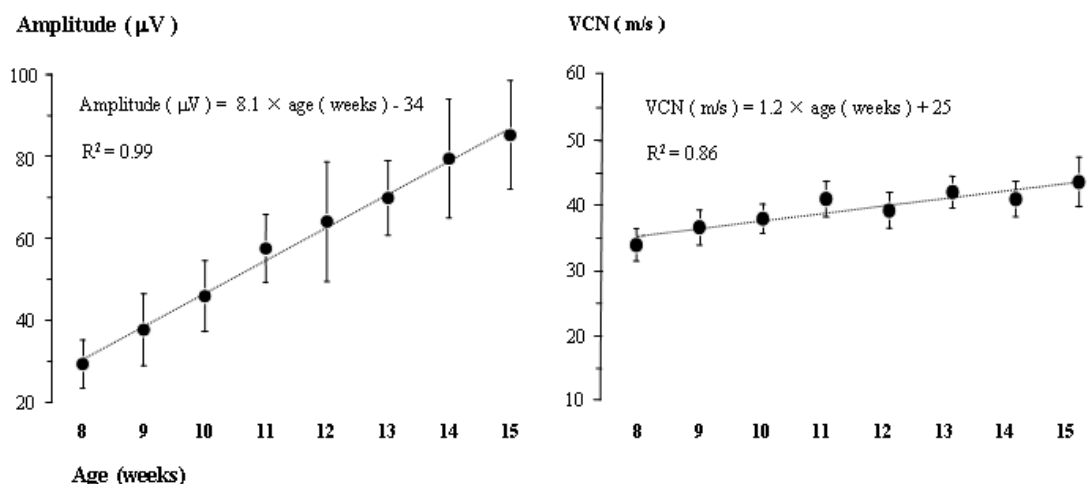 Amplitude ( μV )
100
80
60
40
20
Amplitude ( μV ) = 8.1 × age ( weeks ) - 34
R² = 0.99
8 9 10 11 12 13 14 15
Age (weeks)
VCN ( m/s )
60
50
40
30
20
10
VCN ( m/s ) = 1.2 × age ( weeks ) + 25
R² = 0.86
8 9 10 11 12 13 14 15